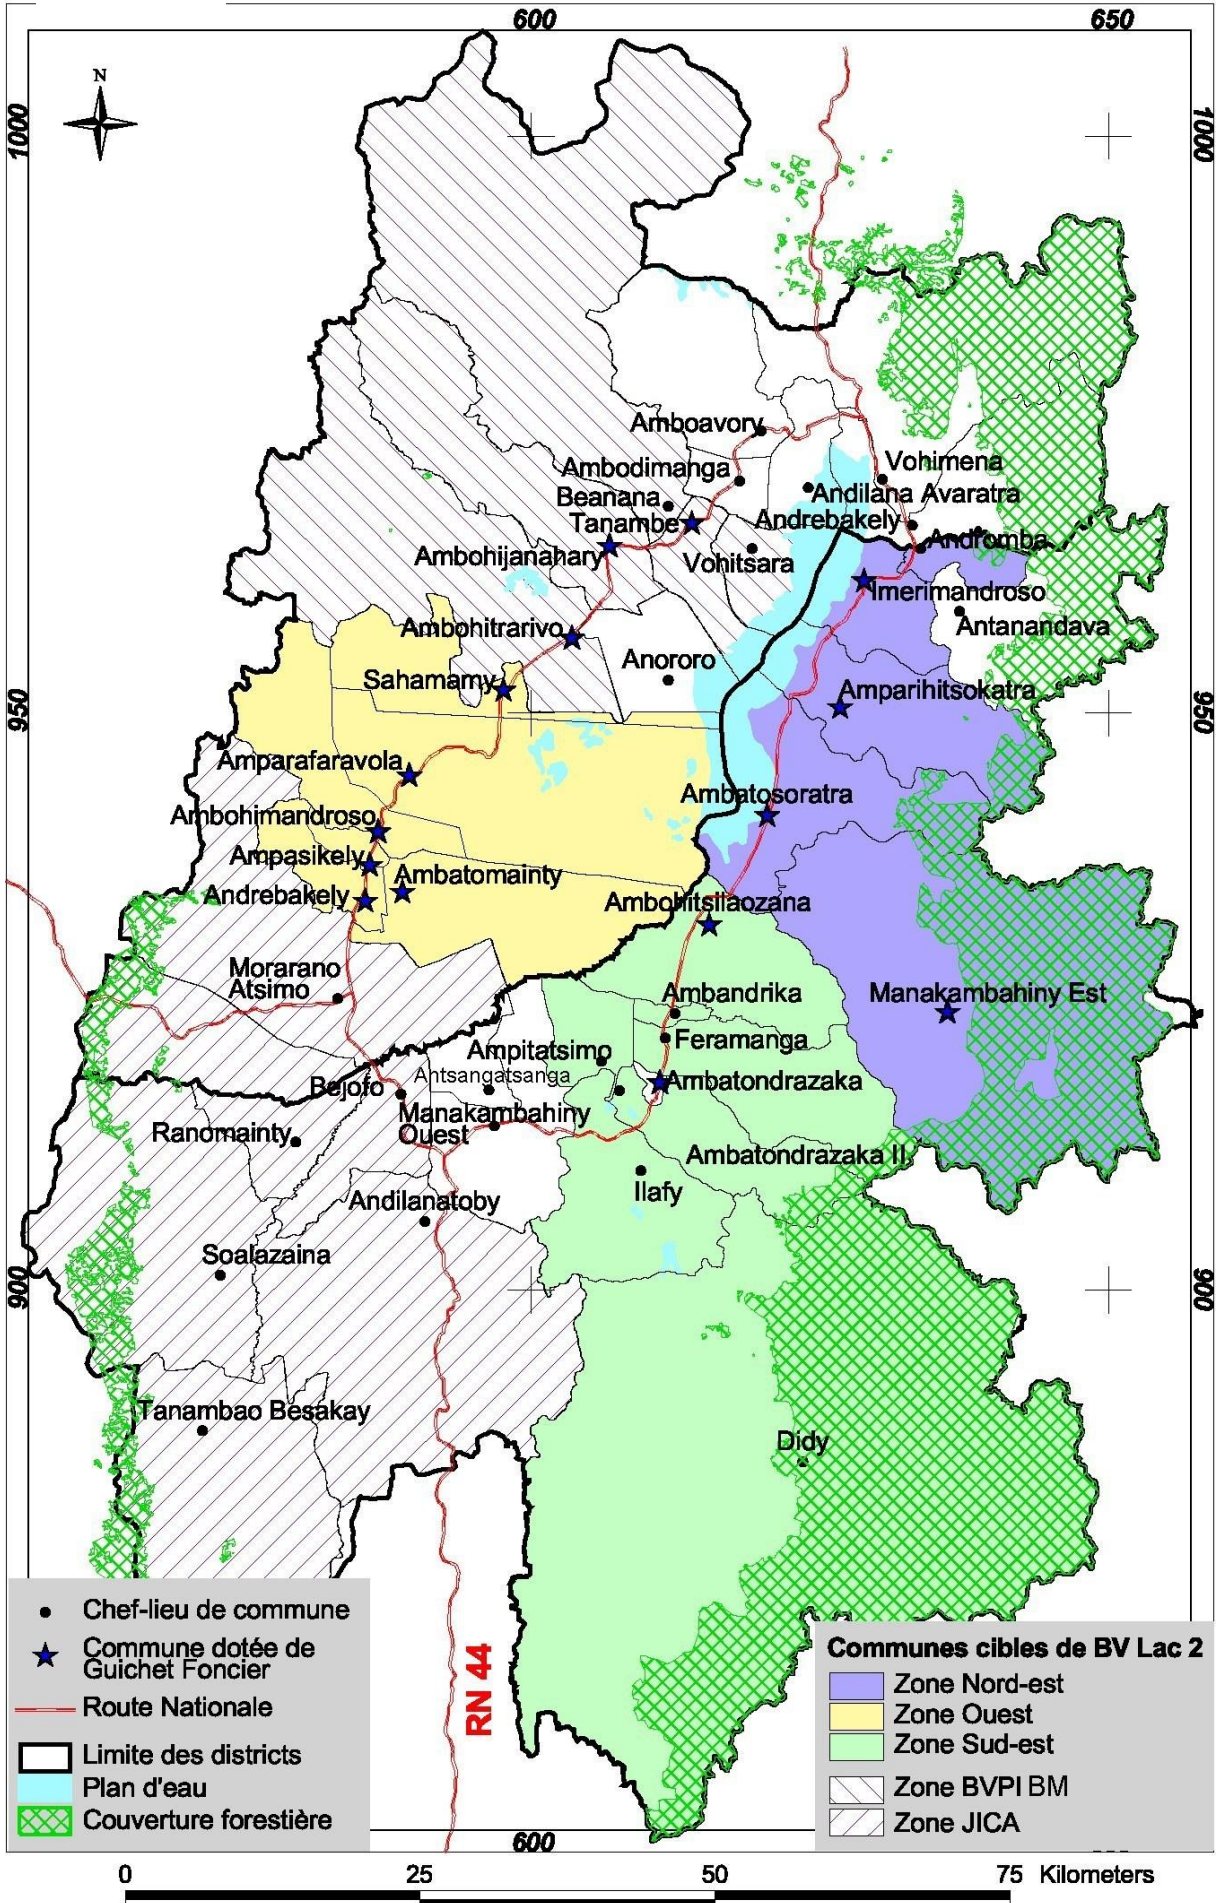 600
650
N
1000
1000
Amboavory
Ambodimanga
Vohimena
Beanana
Andilana Avaratra
Tanambe
Andrebakely
Ambohijanahary
Vohitsara
Andromba
Imerimandroso
Antanandava
Ambohitrarivo
Anororo
Sahamamy
Amparihitsokatra
950
950
Amparafaravola
Ambatosoratra
Ambohimandroso
Ampasikely
Ambatomainty
Andrebakely
Ambohitsilaozana
Morarano
Atsimo
Ambandrika
Manakambahiny Est
Feramanga
Ampitatsimo
Antsangatsanga
Ambatondrazaka
Bejofo
Manakambahiny
Ouest
Ranomainty
Ambatondrazaka II
Ilafy
Andilanatoby
Soalazaina
900
900
Tanambao Besakay
Didy
RN 44
Chef-lieu de commune
Commune dotée de
Guichet Foncier
Route Nationale
Limite des districts
Plan d'eau
Couverture forestière
Communes cibles de BV Lac 2
Zone Nord-est
Zone Ouest
Zone Sud-est
Zone BVPI BM
Zone JICA
600
0 25 50 75 Kilometers